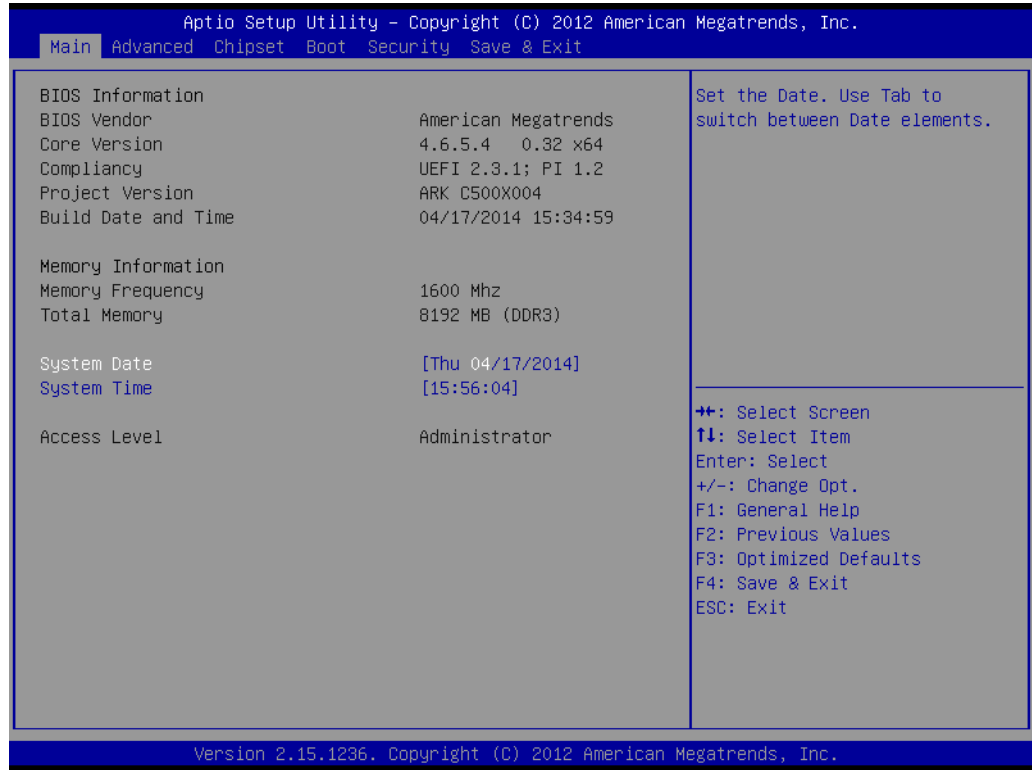 Aptio Setup Utility – Copyright (C) 2012 American Megatrends, Inc.
Main Advanced Chipset Boot Security Save & Exit
BIOS Information
BIOS Vendor American Megatrends
Core Version 4.6.5.4 0.32 x64
Compliancy UEFI 2.3.1; PI 1.2
Project Version ARK C500X004
Build Date and Time 04/17/2014 15:34:59
Memory Information
Memory Frequency 1600 Mhz
Total Memory 8192 MB (DDR3)
System Date [Thu 04/17/2014]
System Time [15:56:04]
Access Level Administrator
Set the Date. Use Tab to
switch between Date elements.
→←: Select Screen
↑↓: Select Item
Enter: Select
+/-: Change Opt.
F1: General Help
F2: Previous Values
F3: Optimized Defaults
F4: Save & Exit
ESC: Exit
Version 2.15.1236. Copyright (C) 2012 American Megatrends, Inc.